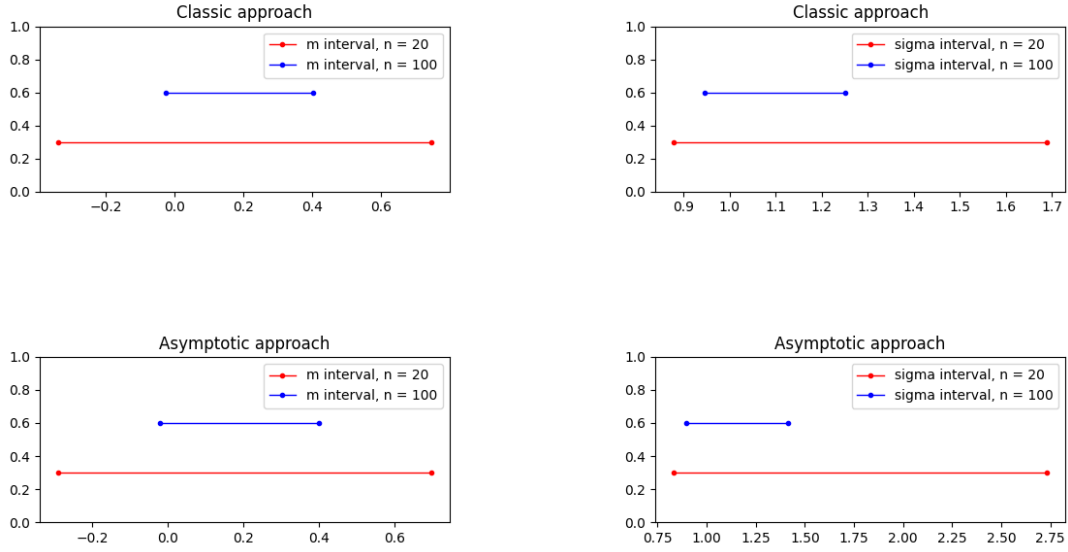 Classic approach
1.0
0.8
0.6
0.4
0.2
0.0
m interval, n = 20
m interval, n = 100
−0.2 0.0 0.2 0.4 0.6
Classic approach
1.0
0.8
0.6
0.4
0.2
0.0
sigma interval, n = 20
sigma interval, n = 100
0.9 1.0 1.1 1.2 1.3 1.4 1.5 1.6 1.7
Asymptotic approach
1.0
0.8
0.6
0.4
0.2
0.0
m interval, n = 20
m interval, n = 100
−0.2 0.0 0.2 0.4 0.6
Asymptotic approach
1.0
0.8
0.6
0.4
0.2
0.0
sigma interval, n = 20
sigma interval, n = 100
0.75 1.00 1.25 1.50 1.75 2.00 2.25 2.50 2.75